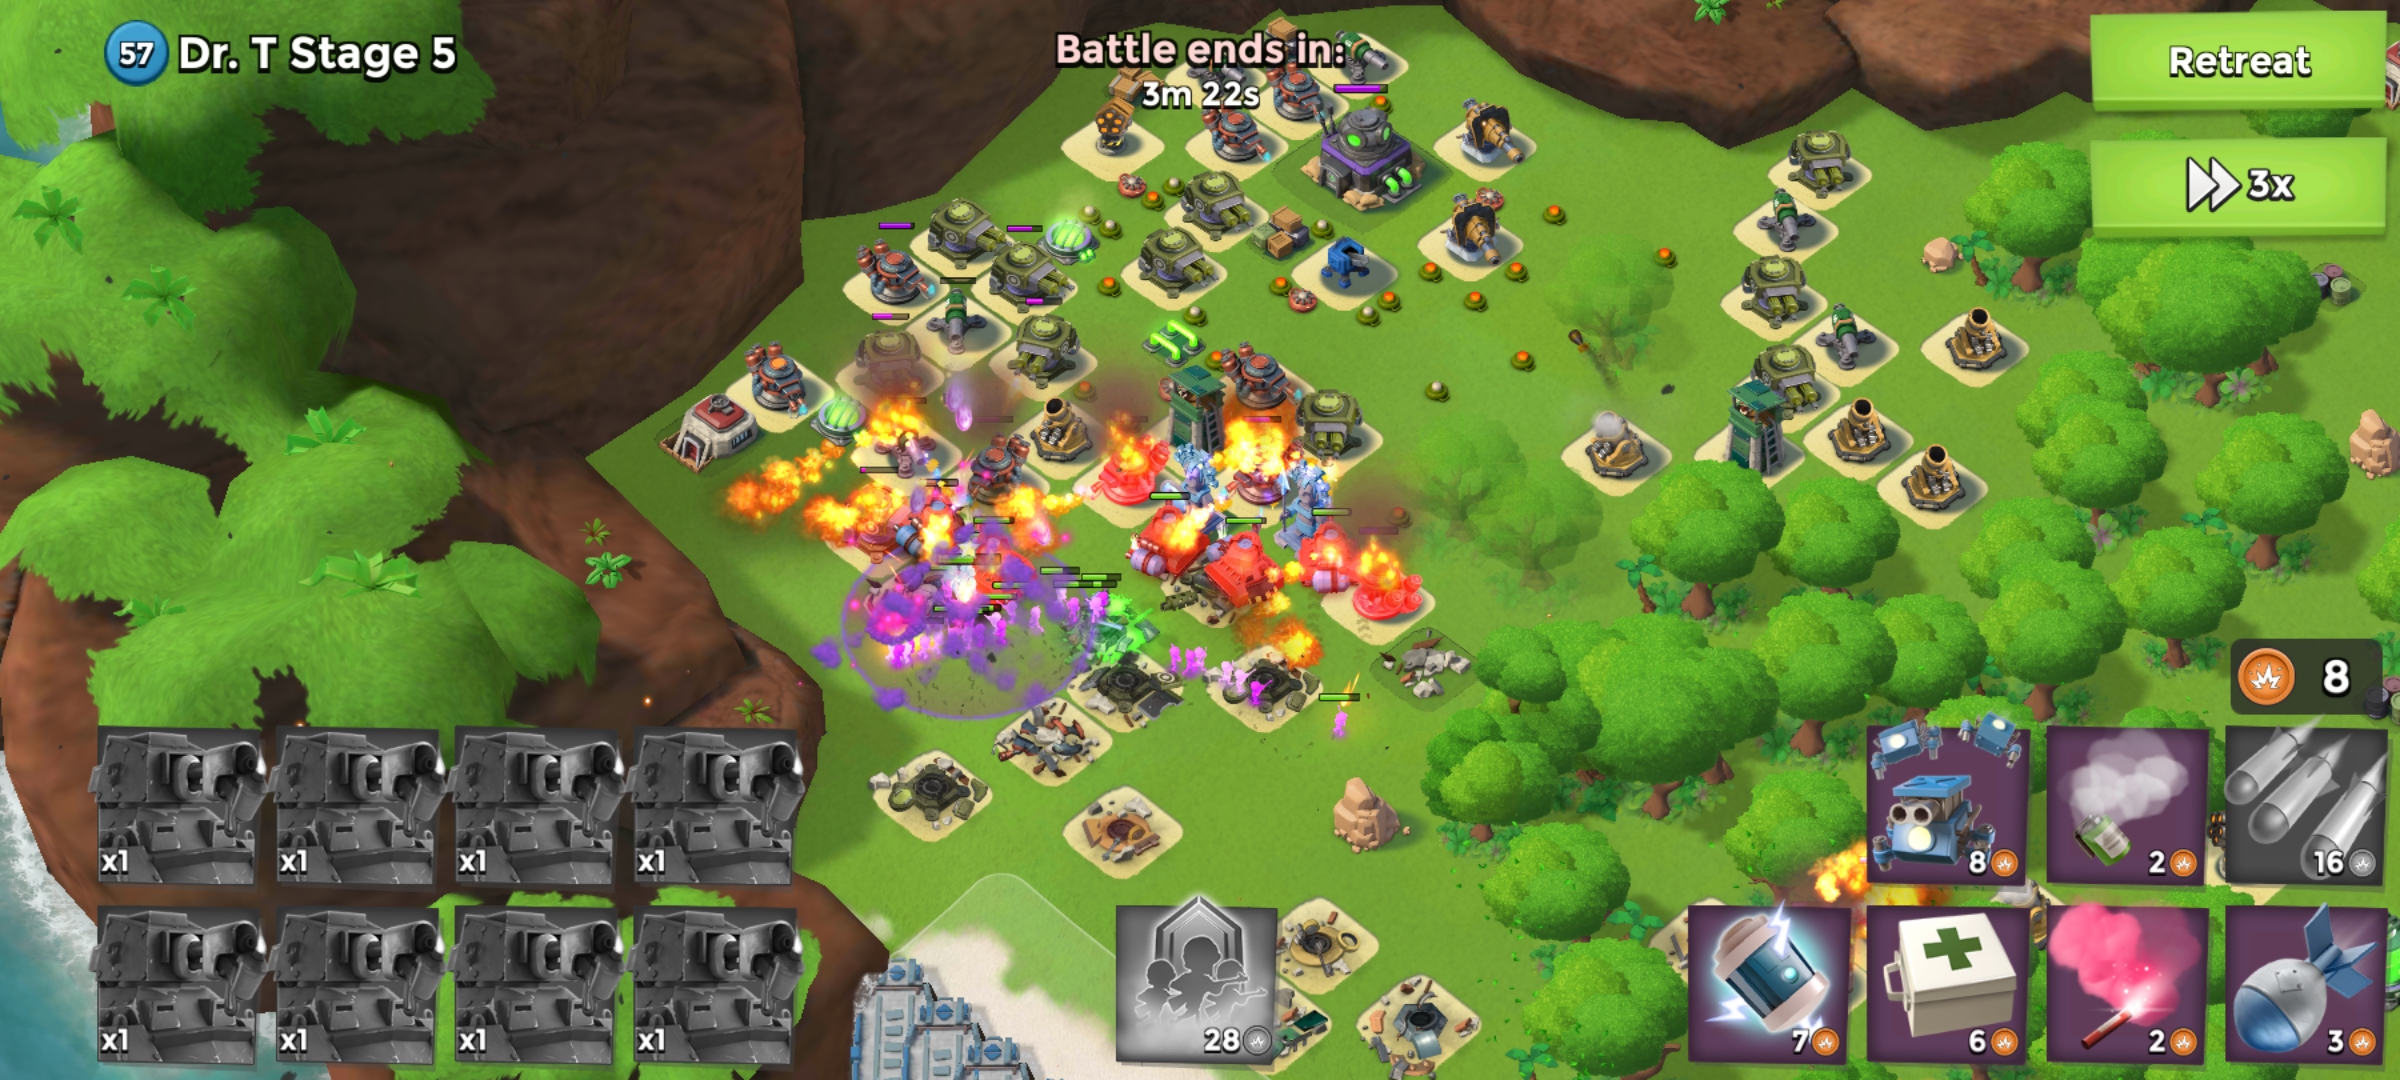 57 Dr. T Stage 5
Battle ends in:
3m 22s
Retreat
3x
8
8
2
16
x1
x1
x1
x1
x1
x1
x1
x1
28
7
6
2
3